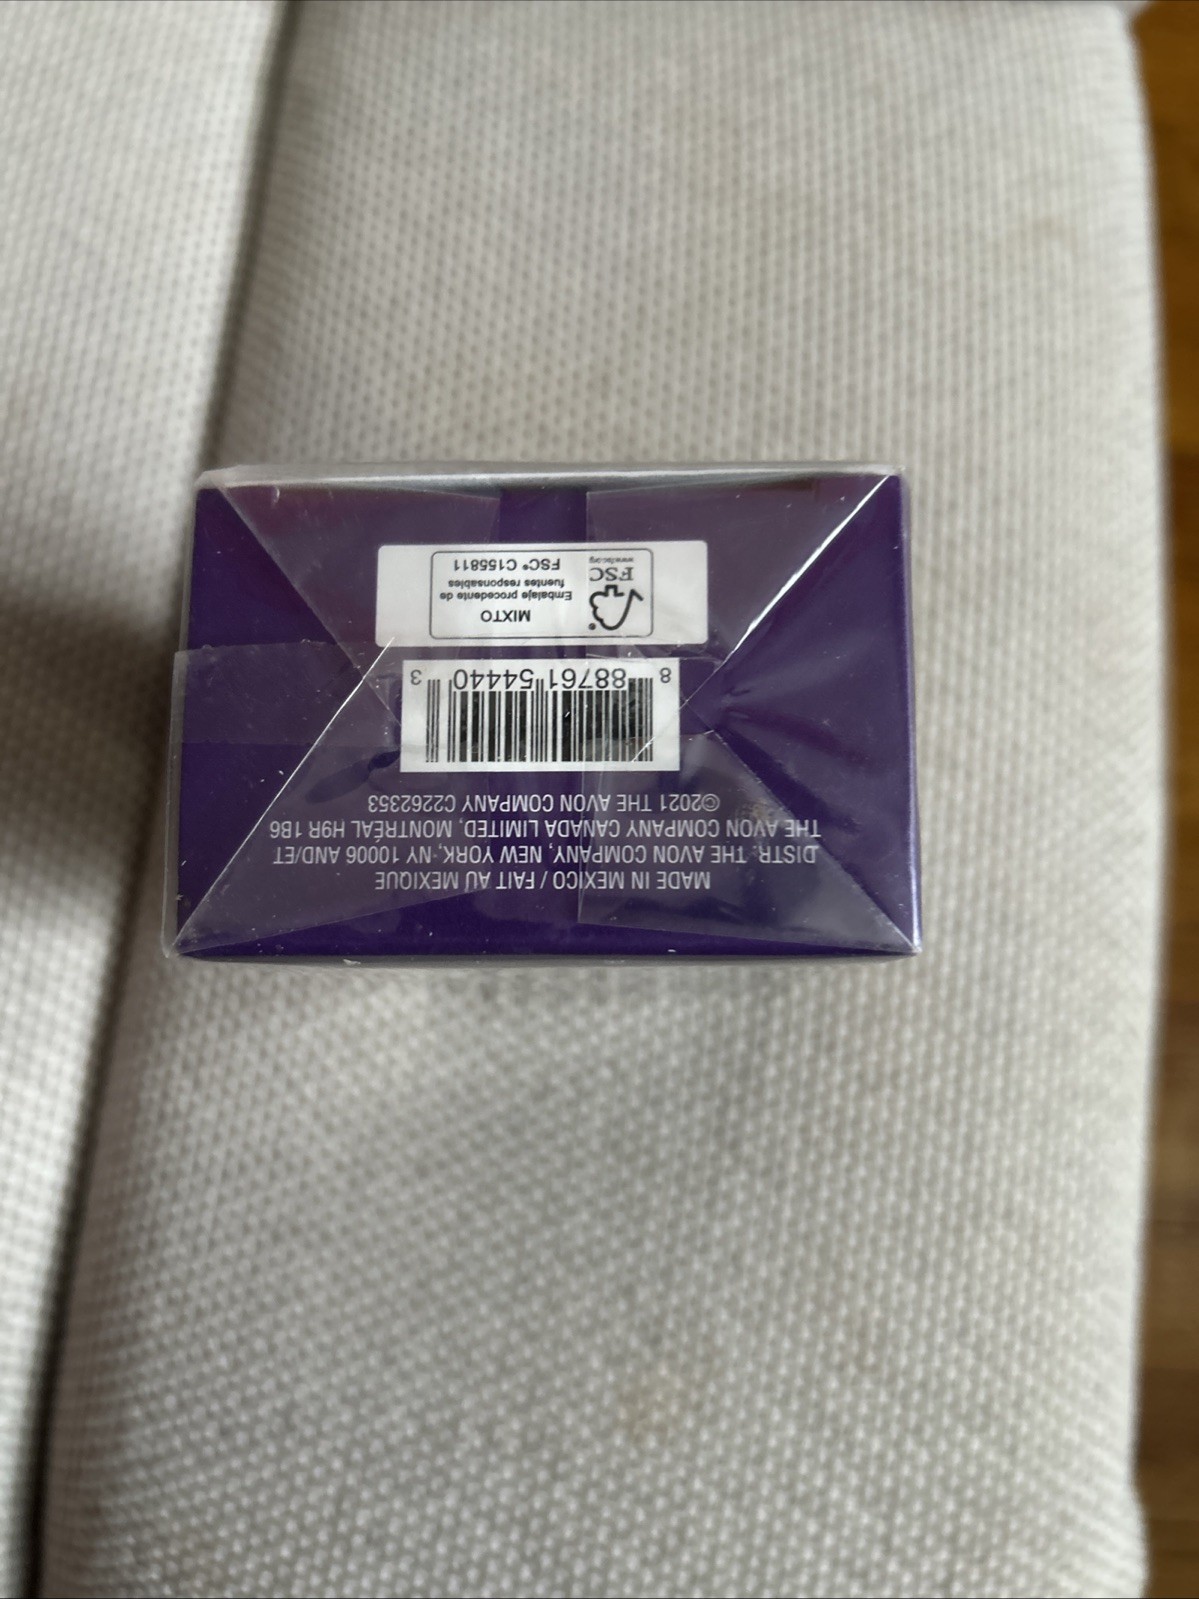 MADE IN MEXICO / FAIT AU MEXIQUE
DISTR. THE AVON COMPANY, NEW YORK, NY 10006 AND/ET
THE AVON COMPANY CANADA LIMITED, MONTRÉAL H9R 1B6
©2021 THE AVON COMPANY C2262353
8 88761 54440 3
MIXTO
Embalaje procedente de
fuentes responsables
FSC® C155811
®
FSC
www.fsc.org